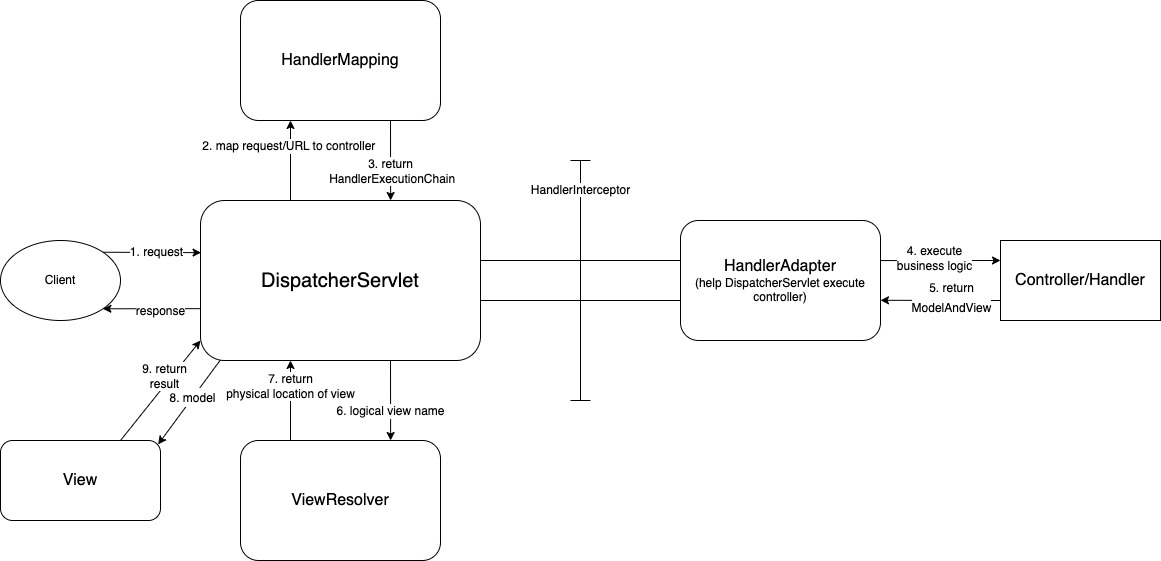 HandlerMapping
2. map request/URL to controller
3. return
HandlerExecutionChain
HandlerInterceptor
1. request
Client
response
DispatcherServlet
HandlerAdapter
(help DispatcherServlet execute
controller)
4. execute
business logic
5. return
ModelAndView
Controller/Handler
9. return
result
8. model
7. return
physical location of view
6. logical view name
View
ViewResolver